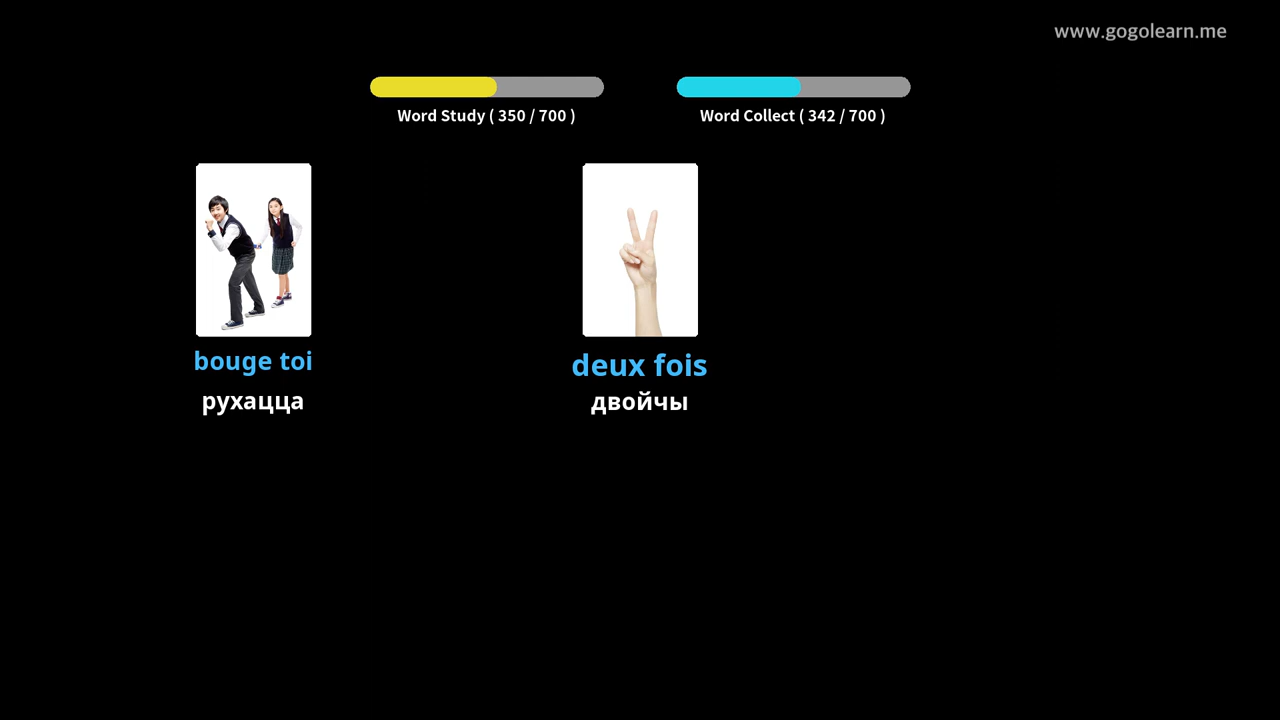 www.gogolearn.me
Word Study ( 350 / 700 )
Word Collect ( 342 / 700 )
bouge toi
рухацца
deux fois
двойчы